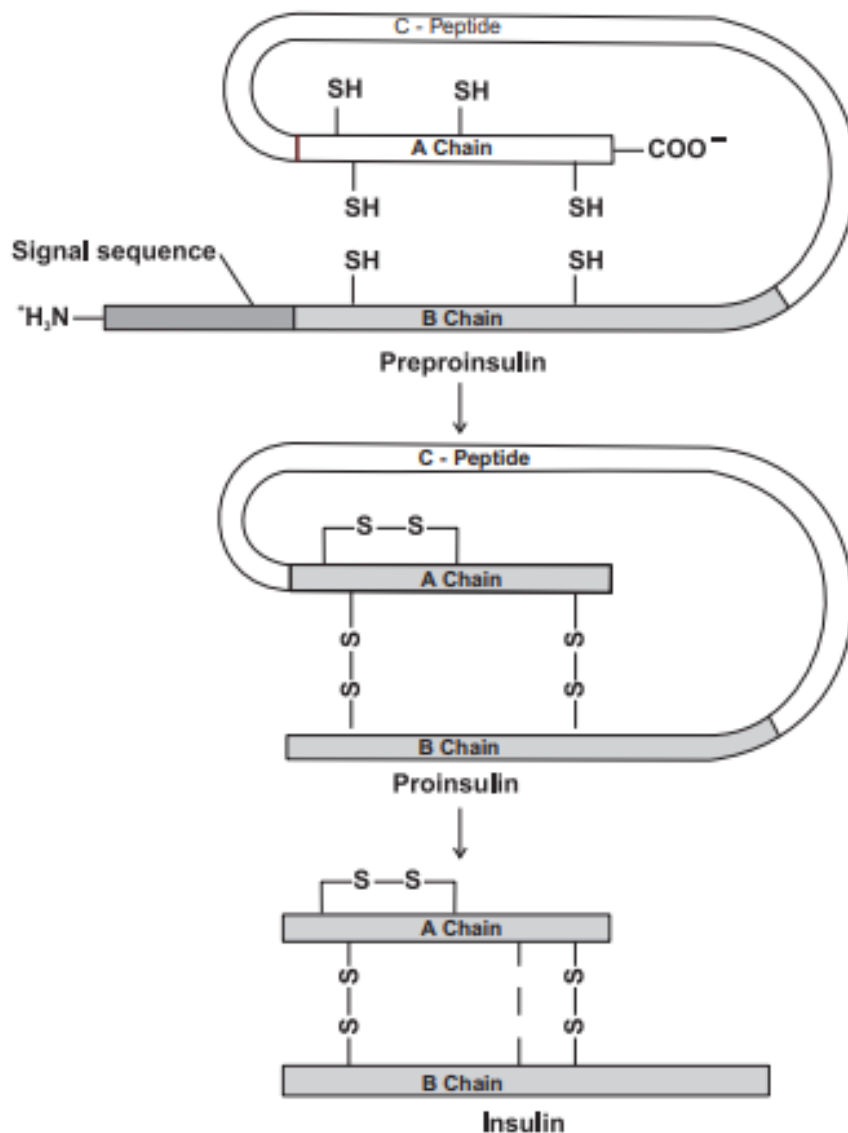 C - Peptide
SH SH
A Chain COO⁻
SH SH
Signal sequence SH SH
⁺H₃N B Chain
Preproinsulin
C - Peptide
S S
A Chain
S S
S S
B Chain
Proinsulin
S S
A Chain
S S
S S
B Chain
Insulin